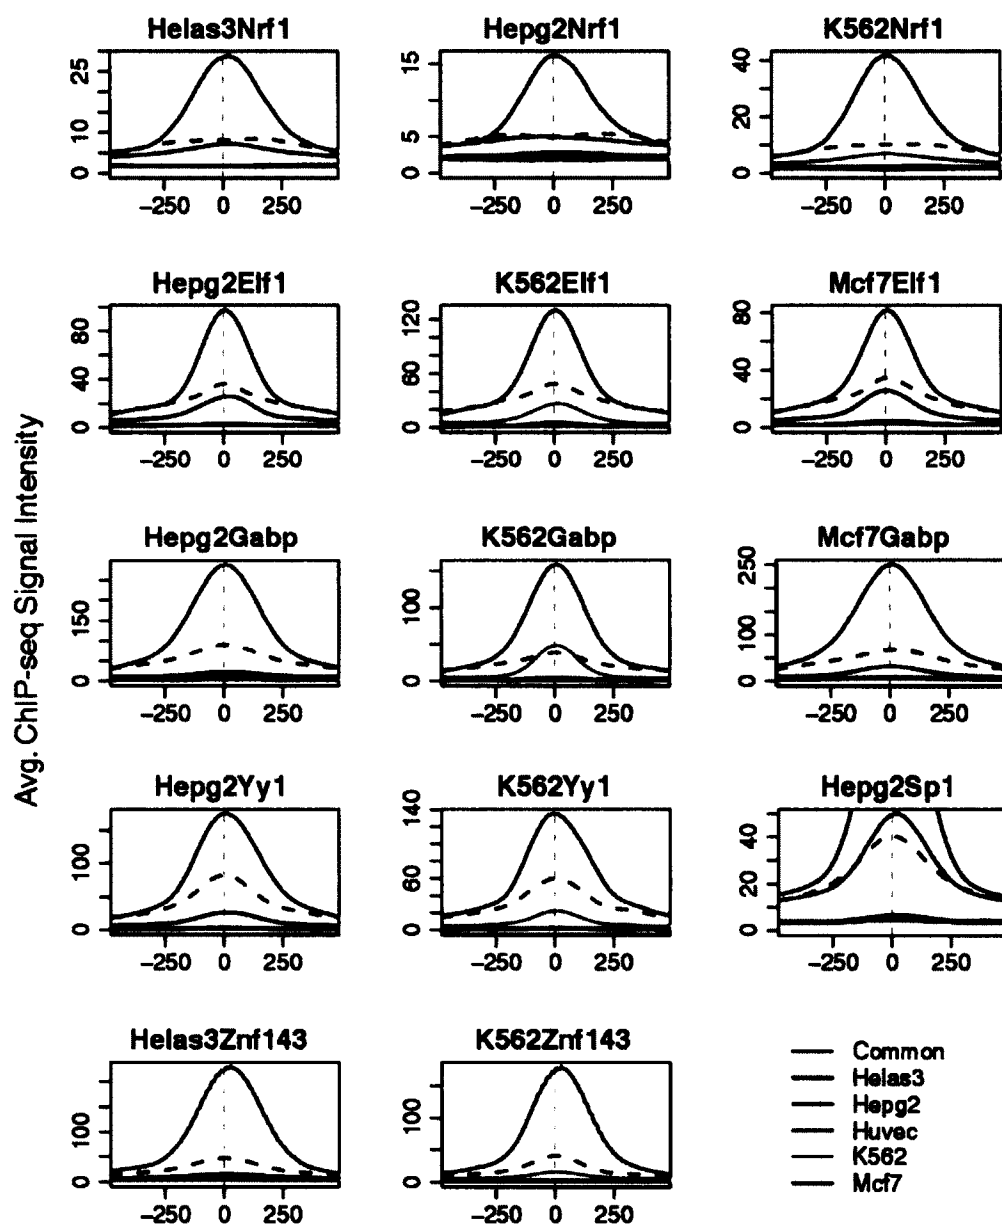 Helas3Nrf1
Hepg2Nrf1
K562Nrf1
0 10 25
-250 0 250
0 5 15
-250 0 250
0 20 40
-250 0 250
Hepg2Elf1
K562Elf1
Mcf7Elf1
0 40 80
-250 0 250
0 60 120
-250 0 250
0 40 80
-250 0 250
Avg. ChIP-seq Signal Intensity
Hepg2Gabp
K562Gabp
Mcf7Gabp
0 150
-250 0 250
0 100
-250 0 250
0 100 250
-250 0 250
Hepg2Yy1
K562Yy1
Hepg2Sp1
0 100
-250 0 250
0 60 140
-250 0 250
0 20 40
-250 0 250
Helas3Znf143
K562Znf143
0 100
-250 0 250
0 100
-250 0 250
Common
Helas3
Hepg2
Huvec
K562
Mcf7